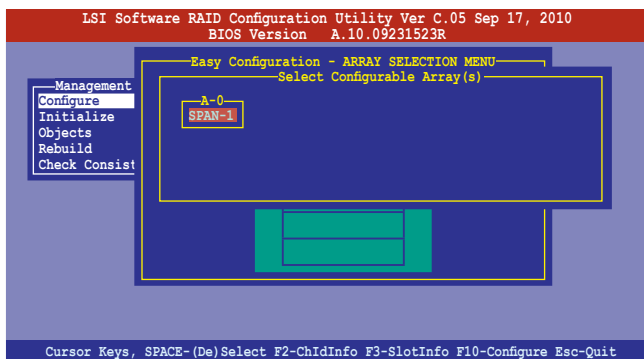 LSI Software RAID Configuration Utility Ver C.05 Sep 17, 2010
BIOS Version A.10.09231523R
Easy Configuration - ARRAY SELECTION MENU
Select Configurable Array(s)
Management
Configure
Initialize
Objects
Rebuild
Check Consist
A-0
SPAN-1
Cursor Keys, SPACE-(De)Select F2-ChIdInfo F3-SlotInfo F10-Configure Esc-Quit